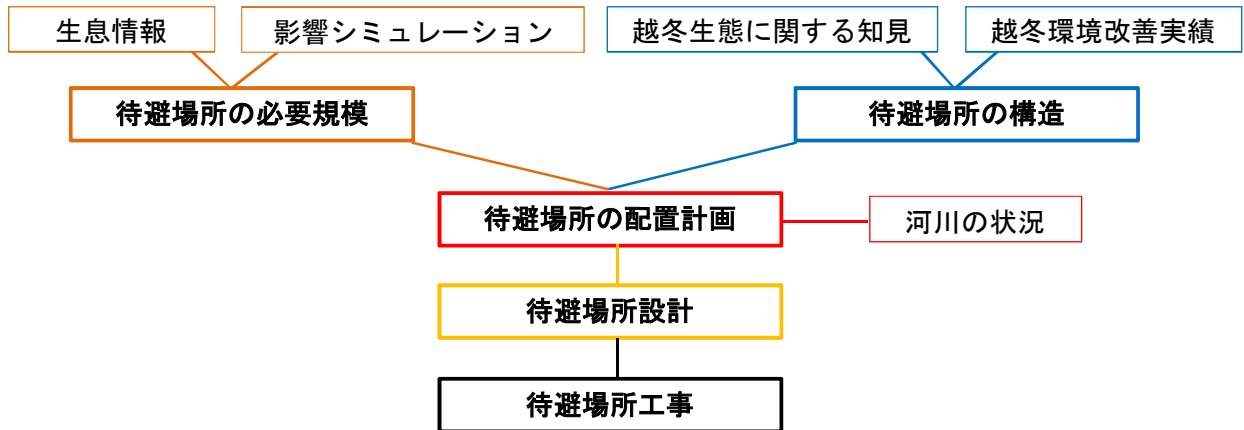 生息情報
影響シミュレーション
越冬生態に関する知見
越冬環境改善実績
待避場所の必要規模
待避場所の構造
待避場所の配置計画
河川の状況
待避場所設計
待避場所工事